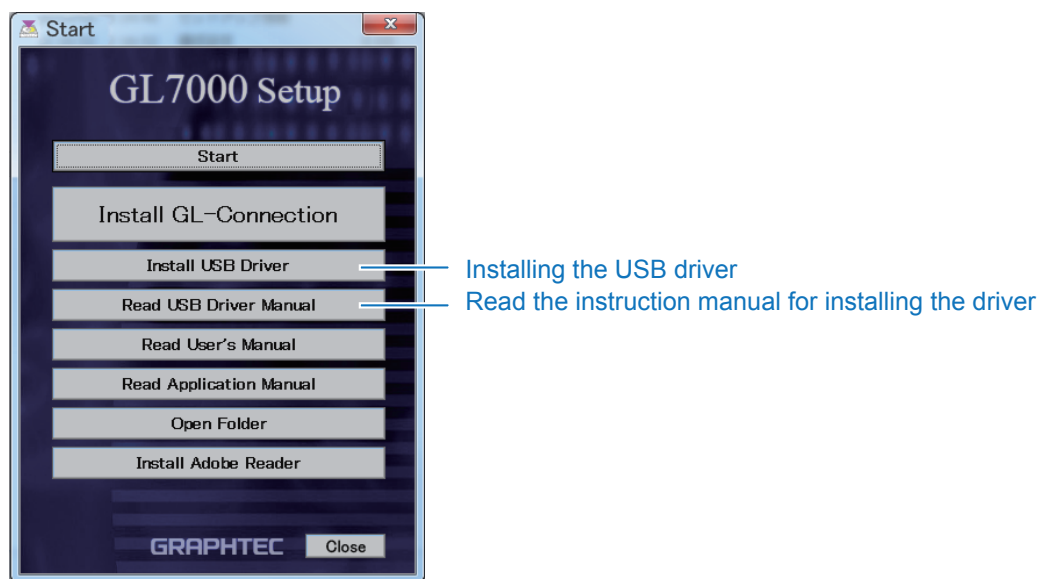 Start
x
GL7000 Setup
Start
Install GL-Connection
Install USB Driver
Installing the USB driver
Read USB Driver Manual
Read the instruction manual for installing the driver
Read User's Manual
Read Application Manual
Open Folder
Install Adobe Reader
GRAPHTEC
Close